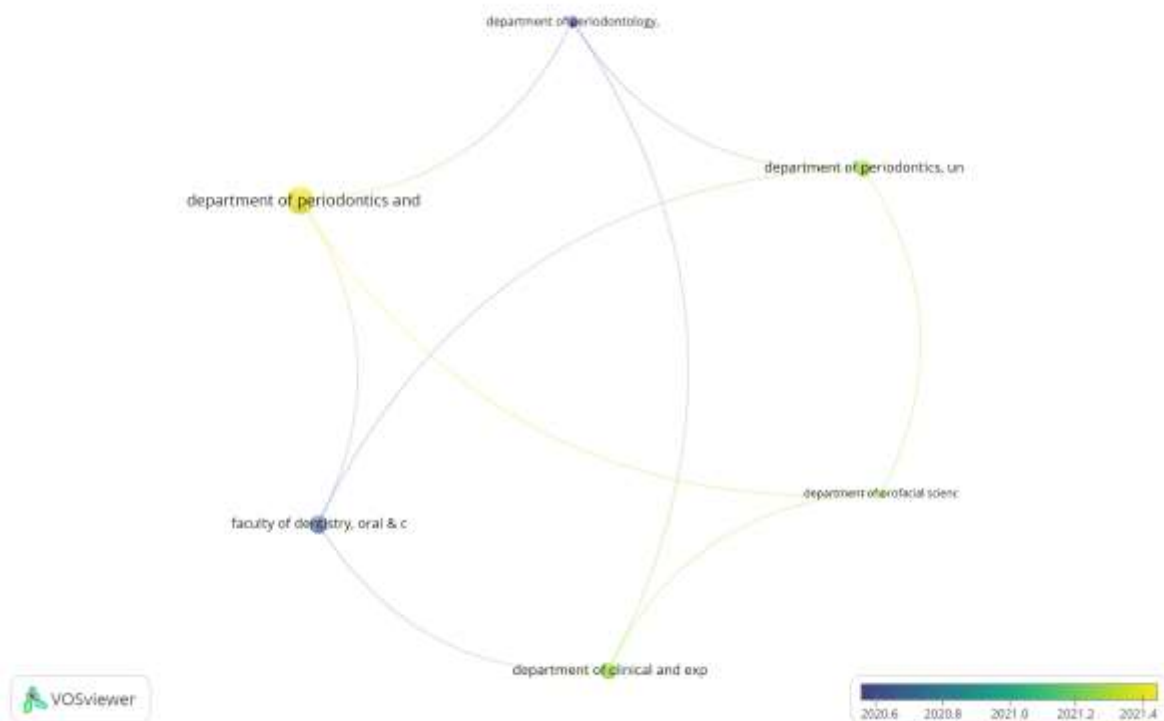 department of periodontology,
department of periodontics, un
department of periodontics and
department of orofacial scienc
faculty of dentistry, oral & c
department of clinical and exp
VOSviewer
2020.6 2020.8 2021.0 2021.2 2021.4